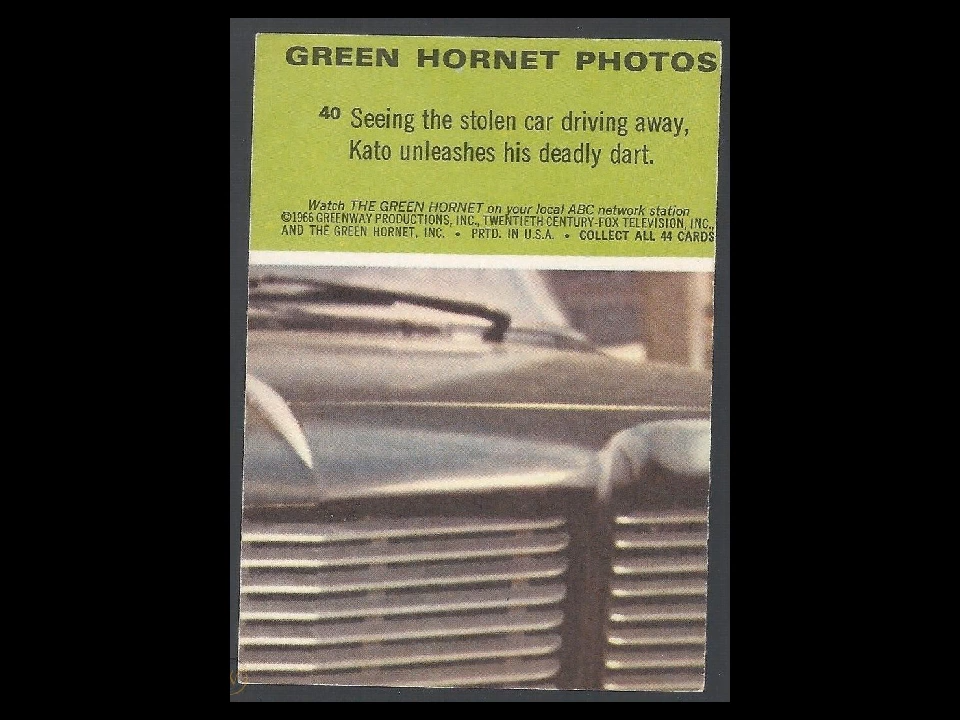 GREEN HORNET PHOTOS
40 Seeing the stolen car driving away,
Kato unleashes his deadly dart.
Watch THE GREEN HORNET on your local ABC network station
©1966 GREENWAY PRODUCTIONS, INC., TWENTIETH CENTURY-FOX TELEVISION, INC.,
AND THE GREEN HORNET, INC. • PRTD. IN U.S.A. • COLLECT ALL 44 CARDS